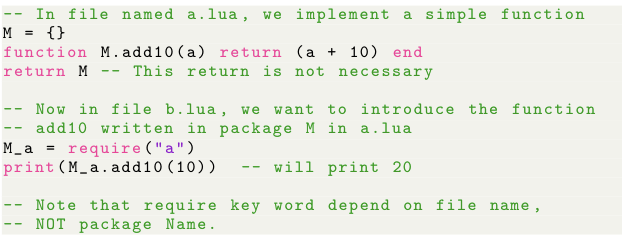 -- In file named a.lua, we implement a simple function
M = {}
function M.add10(a) return (a + 10) end
return M -- This return is not necessary
-- Now in file b.lua, we want to introduce the function
-- add10 written in package M in a.lua
M_a = require("a")
print(M_a.add10(10))  -- will print 20
-- Note that require key word depend on file name,
-- NOT package Name.